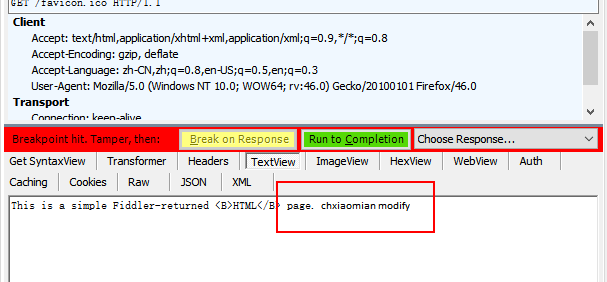 GET /favicon.ico HTTP/1.1
Client
Accept: text/html,application/xhtml+xml,application/xml;q=0.9,*/*;q=0.8
Accept-Encoding: gzip, deflate
Accept-Language: zh-CN,zh;q=0.8,en-US;q=0.5,en;q=0.3
User-Agent: Mozilla/5.0 (Windows NT 10.0; WOW64; rv:46.0) Gecko/20100101 Firefox/46.0
Transport
Connection: keep-alive
Breakpoint hit. Tamper, then: Break on Response Run to Completion Choose Response...
Get SyntaxView Transformer Headers TextView ImageView HexView WebView Auth
Caching Cookies Raw JSON XML
This is a simple Fiddler-returned <B>HTML</B> page. chxiaomian modify